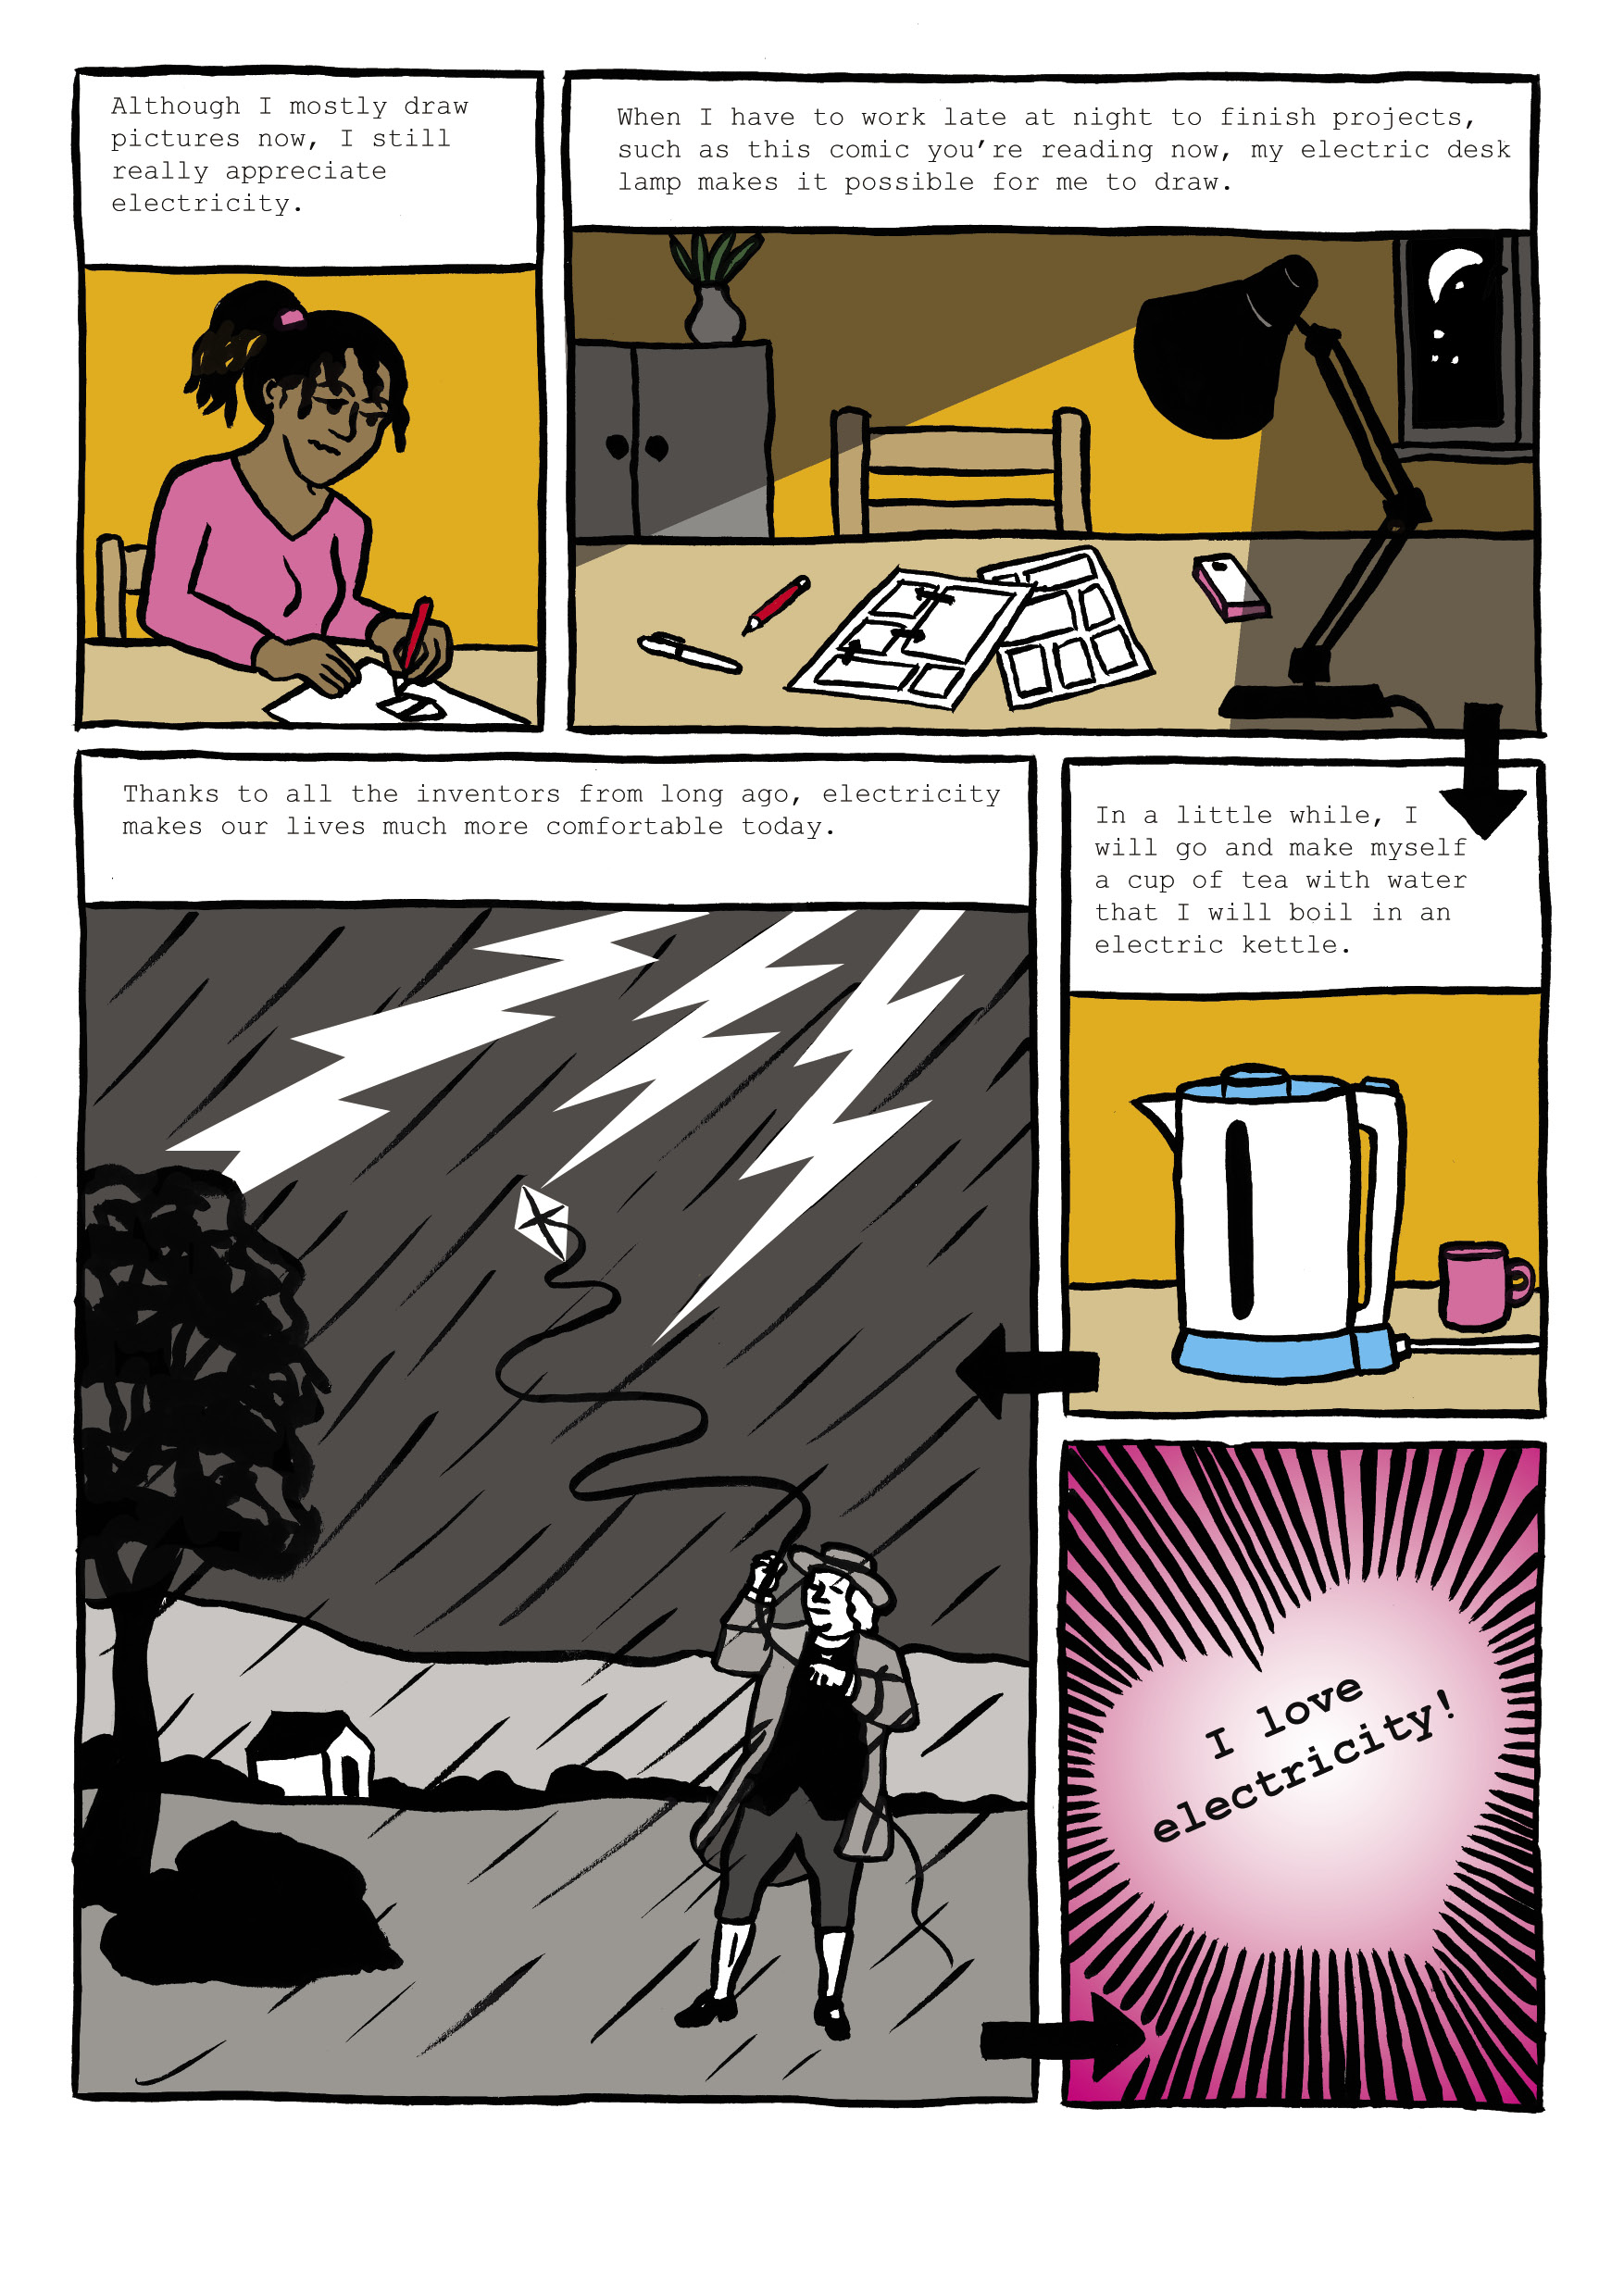 Although I mostly draw
pictures now, I still
really appreciate
electricity.
When I have to work late at night to finish projects,
such as this comic you’re reading now, my electric desk
lamp makes it possible for me to draw.
In a little while, I
will go and make myself
a cup of tea with water
that I will boil in an
electric kettle.
Thanks to all the inventors from long ago, electricity
makes our lives much more comfortable today.
I love
electricity!